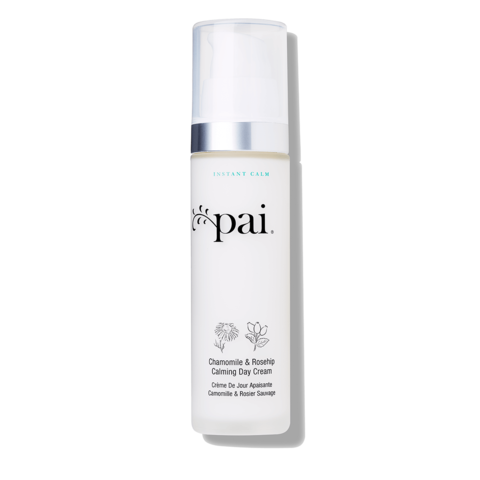 INSTANT CALM
pai®
Chamomile & Rosehip
Calming Day Cream
Crème De Jour Apaisante
Camomille & Rosier Sauvage